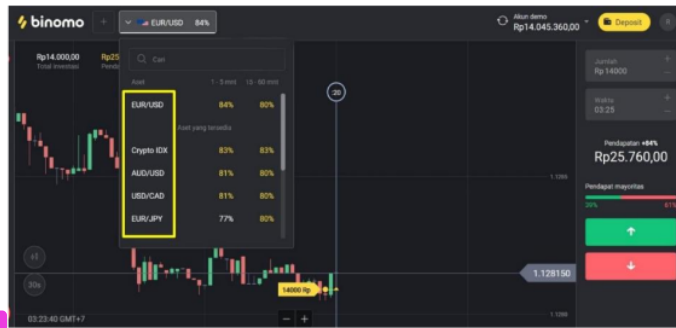 binomo
EUR/USD 84%
Akun demo
Rp14.045.360,00
Deposit
Rp14.000,00
Total investasi
Rp25
Penda
Cari
Aset 1 - 5 mnt 15 - 60 mnt
EUR/USD 84% 80%
Aset yang tersedia
Crypto IDX 83% 83%
AUD/USD 81% 80%
USD/CAD 81% 80%
EUR/JPY 77% 80%
:20
Jumlah
Rp 14000
Waktu
03:25
Pendapatan +84%
Rp25.760,00
Pendapat mayoritas
39% 61%
1.128150
14000 Rp
30s
03:23:40 GMT+7